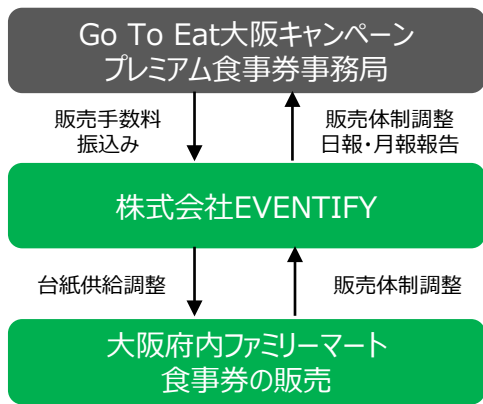 Go To Eat大阪キャンペーン
プレミアム食事券事務局
販売手数料
振込み
販売体制調整
日報・月報報告
株式会社EVENTIFY
台紙供給調整
販売体制調整
大阪府内ファミリーマート
食事券の販売